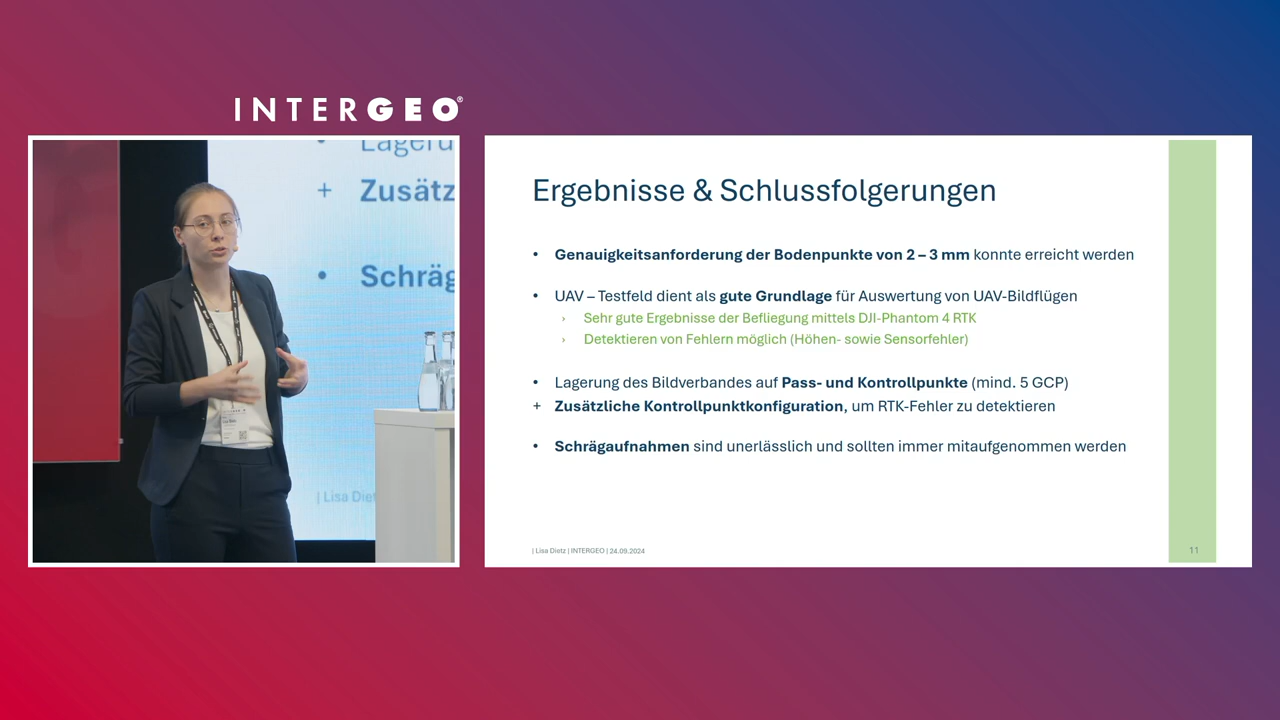 INTERGEO®
Lageru
+ Zusätz
• Schräg
| Lisa Diet
Ergebnisse & Schlussfolgerungen
• Genauigkeitsanforderung der Bodenpunkte von 2 – 3 mm konnte erreicht werden
• UAV – Testfeld dient als gute Grundlage für Auswertung von UAV-Bildflügen
› Sehr gute Ergebnisse der Befliegung mittels DJI-Phantom 4 RTK
› Detektieren von Fehlern möglich (Höhen- sowie Sensorfehler)
• Lagerung des Bildverbandes auf Pass- und Kontrollpunkte (mind. 5 GCP)
+ Zusätzliche Kontrollpunktkonfiguration, um RTK-Fehler zu detektieren
• Schrägaufnahmen sind unerlässlich und sollten immer mitaufgenommen werden
| Lisa Dietz | INTERGEO | 24.09.2024
11